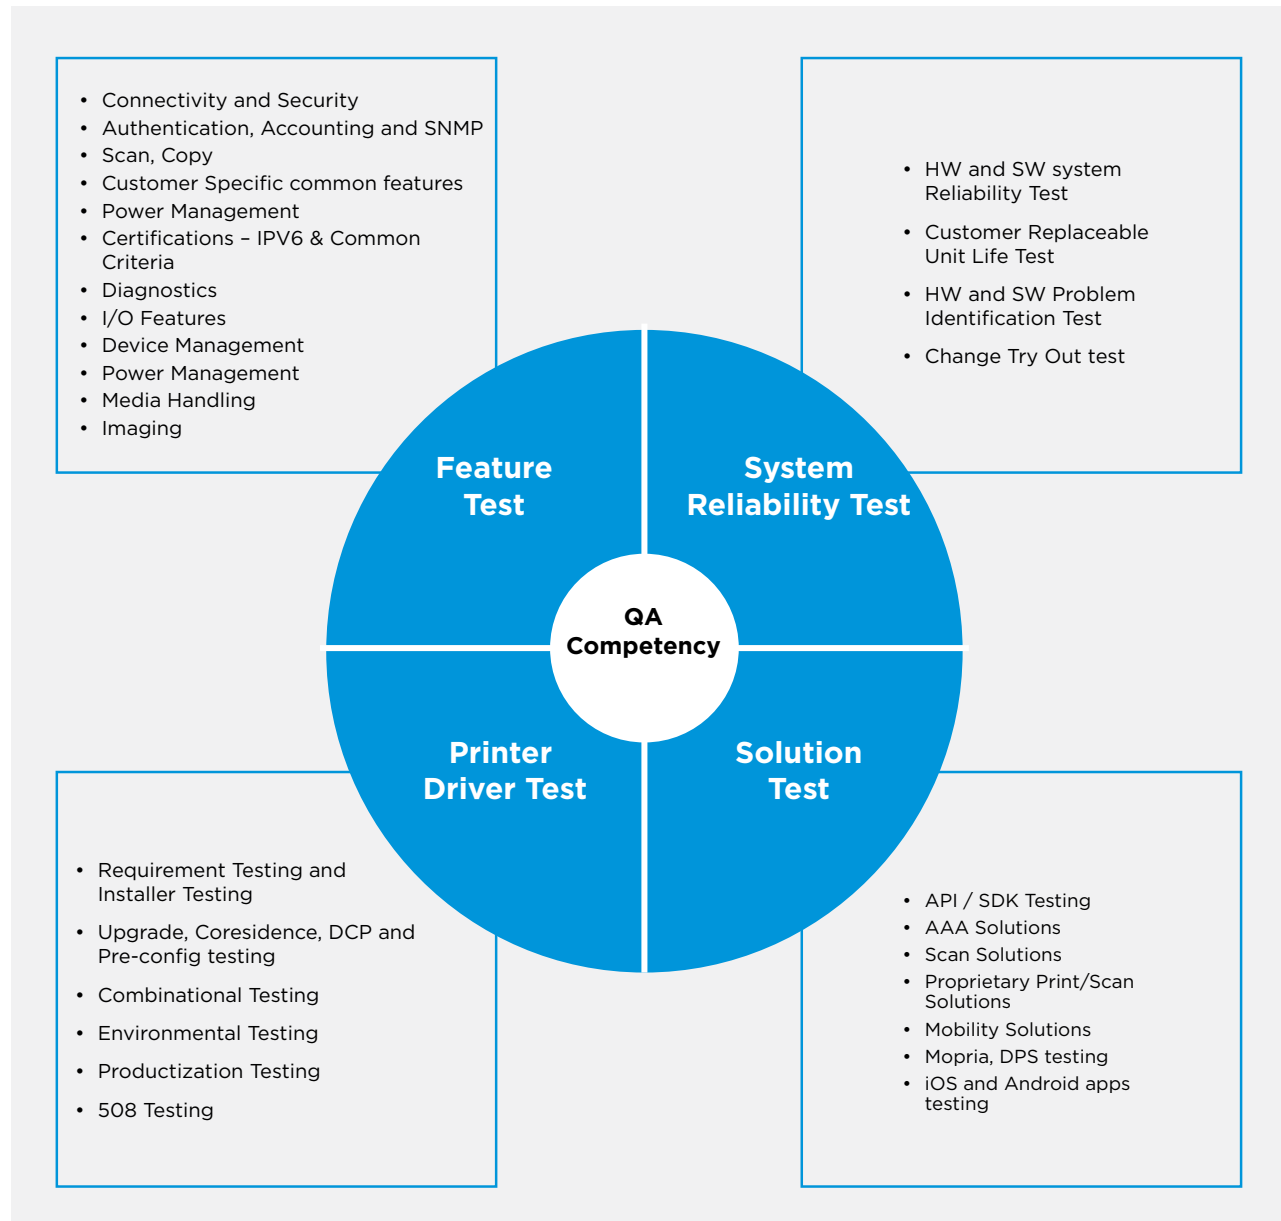 • Connectivity and Security
• Authentication, Accounting and SNMP
• Scan, Copy
• Customer Specific common features
• Power Management
• Certifications – IPV6 & Common
Criteria
• Diagnostics
• I/O Features
• Device Management
• Power Management
• Media Handling
• Imaging
• HW and SW system
Reliability Test
• Customer Replaceable
Unit Life Test
• HW and SW Problem
Identification Test
• Change Try Out test
Feature
Test
System
Reliability Test
QA
Competency
Printer
Driver Test
Solution
Test
• Requirement Testing and
Installer Testing
• Upgrade, Coresidence, DCP and
Pre-config testing
• Combinational Testing
• Environmental Testing
• Productization Testing
• 508 Testing
• API / SDK Testing
• AAA Solutions
• Scan Solutions
• Proprietary Print/Scan
Solutions
• Mobility Solutions
• Mopria, DPS testing
• iOS and Android apps
testing